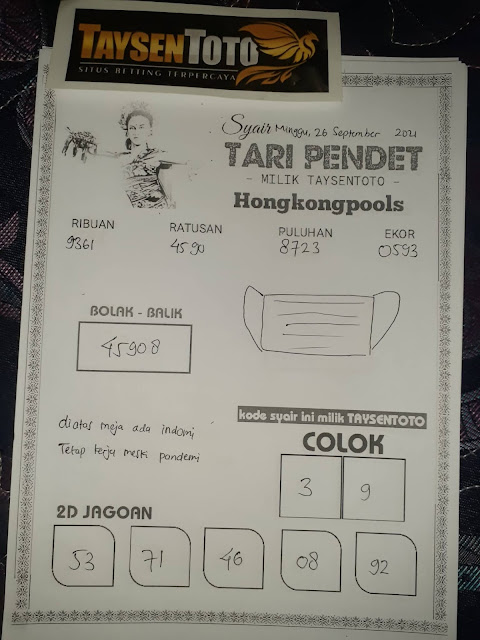 TAYSENTOTO
SITUS BETTING TERPERCAYA
Syair Minggu, 26 September 2021
TARI PENDET
- MILIK TAYSENTOTO -
Hongkongpools
RIBUAN RATUSAN PULUHAN EKOR
9361 4590 8723 0593
BOLAK - BALIK
45908
kode syair ini milik TAYSENTOTO
diatas meja ada indomi
Tetap kerja meski pandemi
COLOK
3 9
2D JAGOAN
53 71 46 08 92